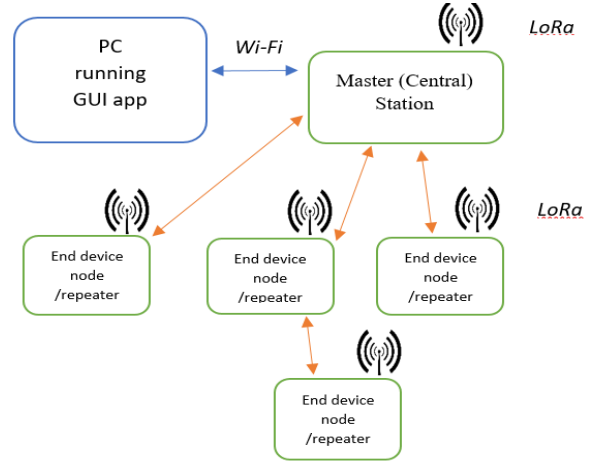 LoRa
PC
running
GUI app
Wi-Fi
Master (Central)
Station
LoRa
End device
node
/repeater
End device
node
/repeater
End device
node
/repeater
End device
node
/repeater